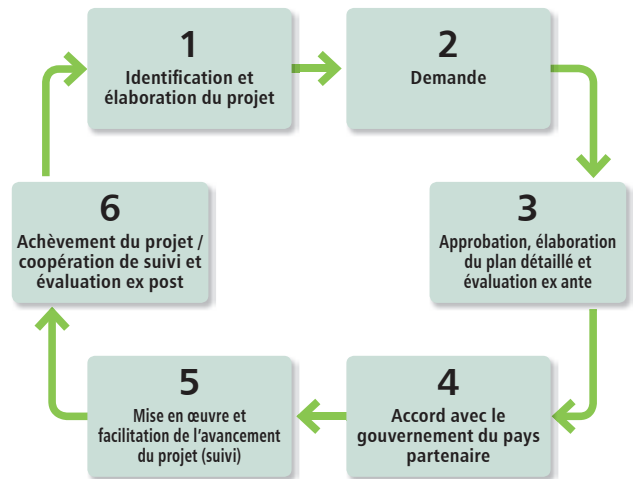 1
Identification et
élaboration du projet
2
Demande
3
Approbation, élaboration
du plan détaillé et
évaluation ex ante
4
Accord avec le
gouvernement du pays
partenaire
5
Mise en œuvre et
facilitation de l'avancement
du projet (suivi)
6
Achèvement du projet /
coopération de suivi et
évaluation ex post